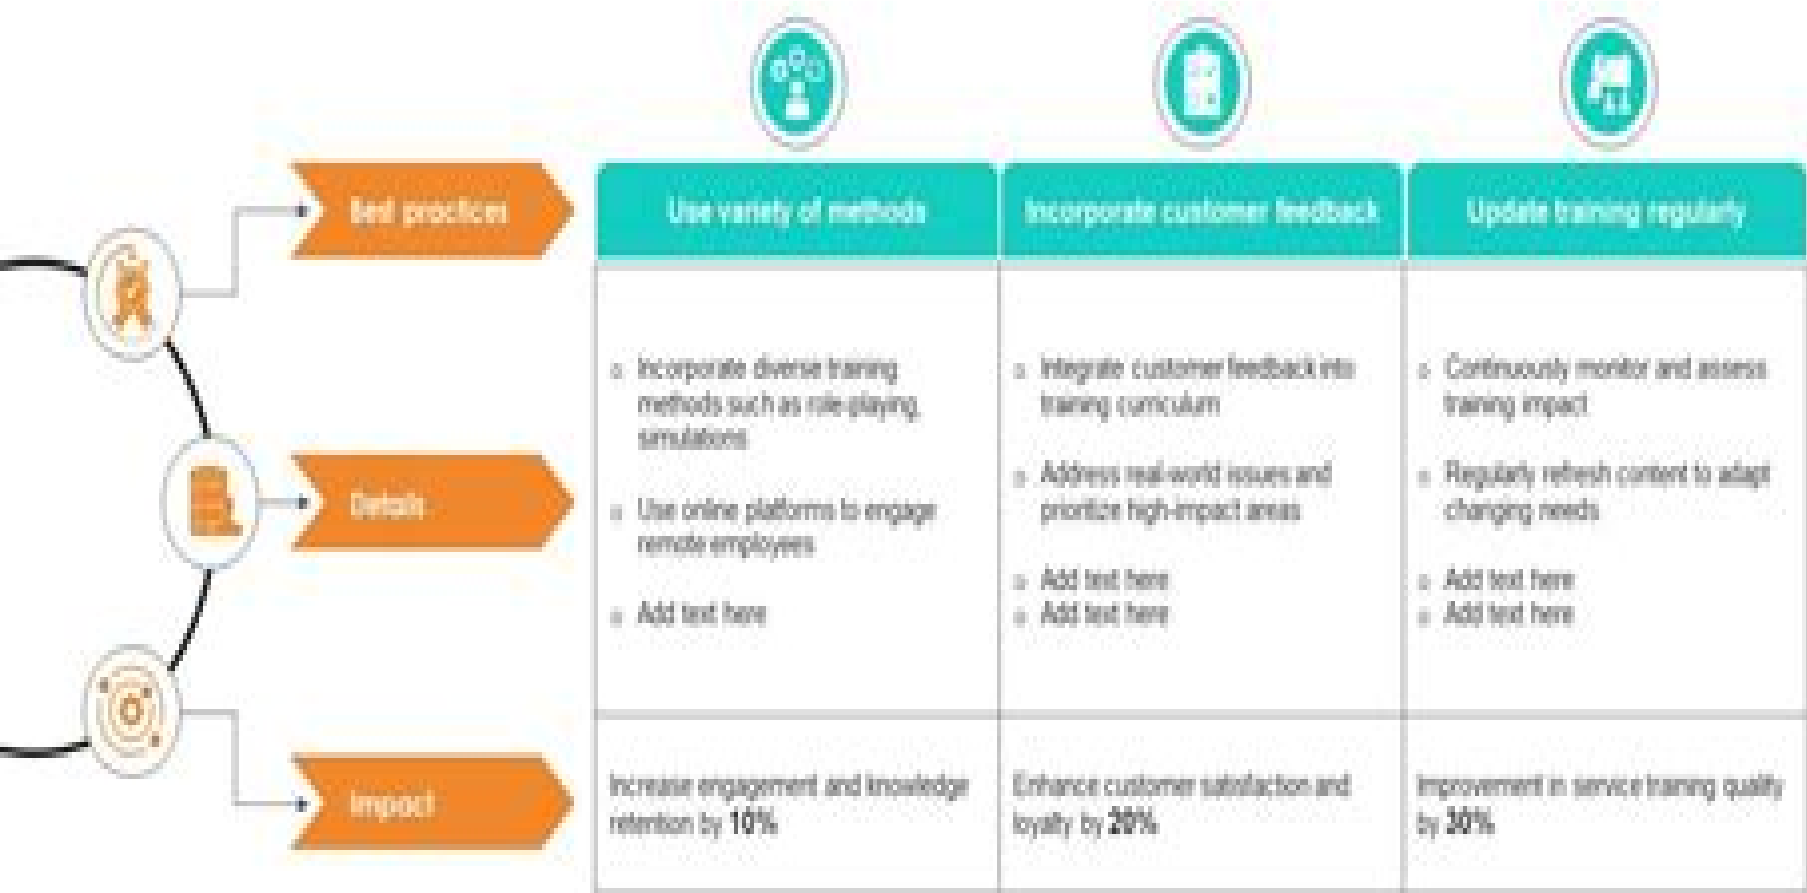 Best practices
Use variety of methods
Incorporate customer feedback
Update training regularly
Details
Incorporate diverse training
methods such as role-playing,
simulations
Use online platforms to engage
remote employees
Add text here
Integrate customer feedback into
training curriculum
Address real-world issues and
prioritize high-impact areas
Add text here
Add text here
Continuously monitor and assess
training impact
Regularly refresh content to adapt
changing needs
Add text here
Add text here
Impact
Increase engagement and knowledge
retention by 10%
Enhance customer satisfaction and
loyalty by 20%
Improvement in service training quality
by 30%